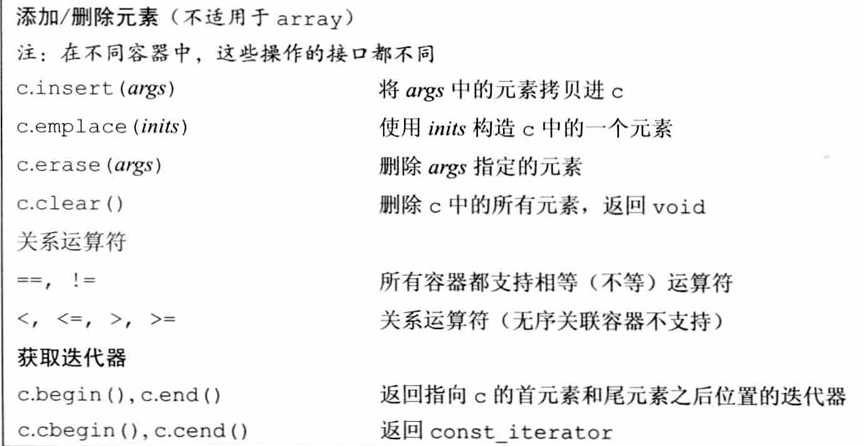 添加/删除元素（不适用于 array）
注：在不同容器中，这些操作的接口都不同
c.insert(args) 将 args 中的元素拷贝进 c
c.emplace(inits) 使用 inits 构造 c 中的一个元素
c.erase(args) 删除 args 指定的元素
c.clear() 删除 c 中的所有元素，返回 void
关系运算符
==, != 所有容器都支持相等（不等）运算符
<, <=, >, >= 关系运算符（无序关联容器不支持）
获取迭代器
c.begin(),c.end() 返回指向 c 的首元素和尾元素之后位置的迭代器
c.cbegin(),c.cend() 返回 const_iterator